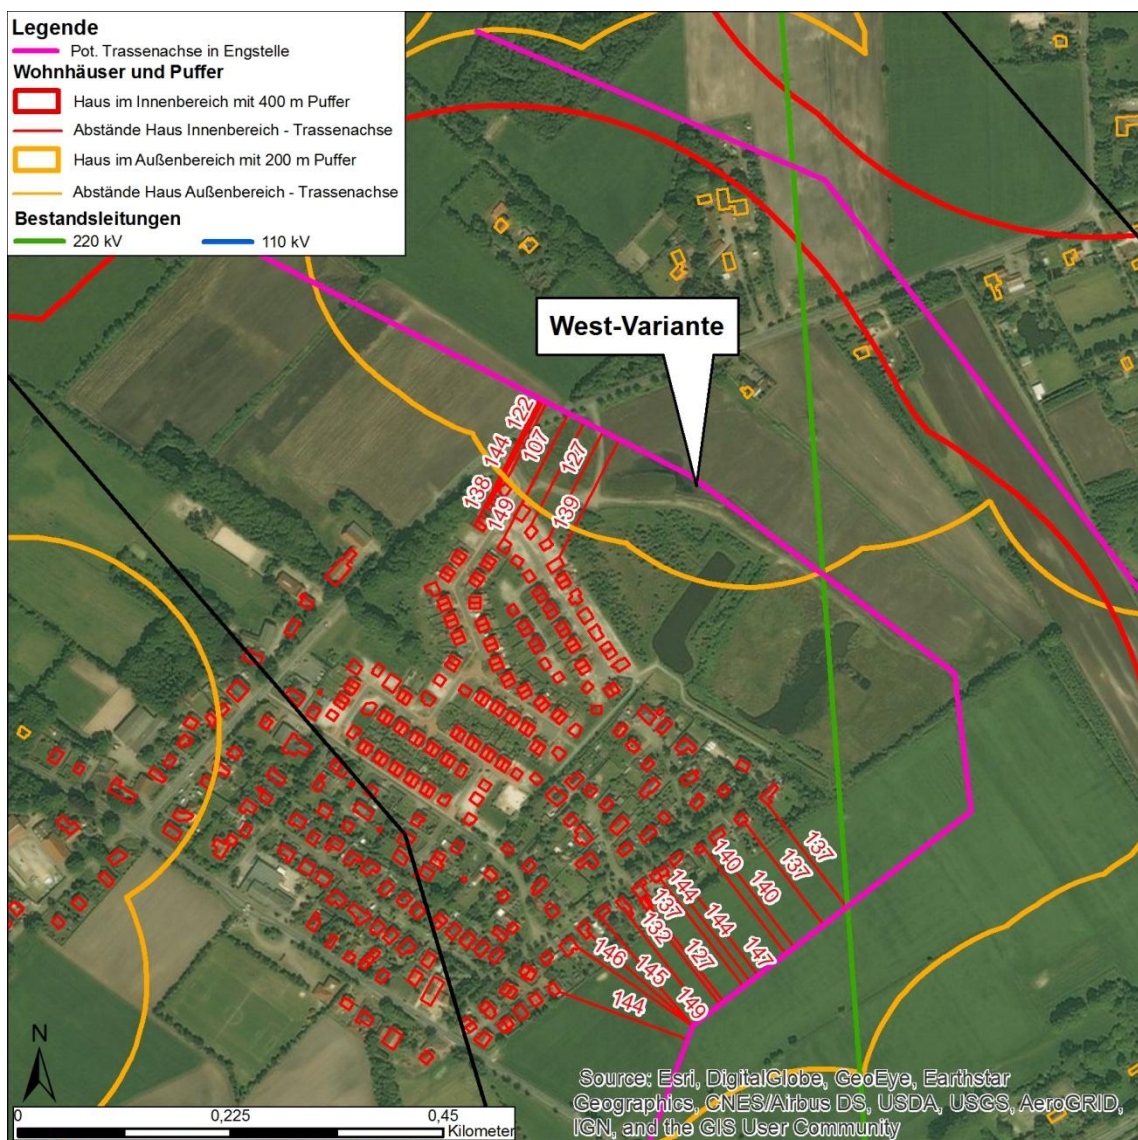 Legende
Pot. Trassenachse in Engstelle
Wohnhäuser und Puffer
Haus im Innenbereich mit 400 m Puffer
Abstände Haus Innenbereich - Trassenachse
Haus im Außenbereich mit 200 m Puffer
Abstände Haus Außenbereich - Trassenachse
Bestandsleitungen
220 kV 110 kV
West-Variante
122
144
107
138
149
127
139
137
137
140
140
144
144
147
137
132
127
146
145
149
144
N
0 0,225 0,45
Kilometer
Source: Esri, DigitalGlobe, GeoEye, Earthstar
Geographics, CNES/Airbus DS, USDA, USGS, AeroGRID,
IGN, and the GIS User Community